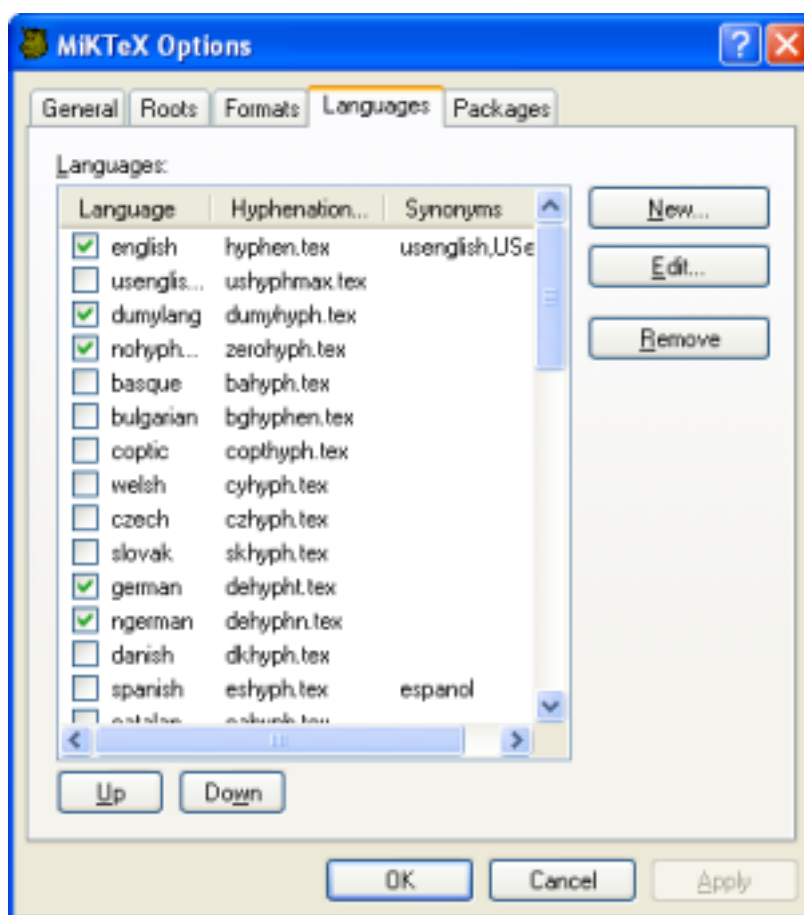 MiKTeX Options
General Roots Formats Languages Packages
Languages:
Language Hyphenation... Synonyms
english hyphen.tex usenglish,USe
usenglis... ushyphmax.tex
dumylang dumyhyph.tex
nohyph... zerohyph.tex
basque bahyph.tex
bulgarian bghyphen.tex
coptic copthyph.tex
welsh cyhyph.tex
czech czhyph.tex
slovak skhyph.tex
german dehypht.tex
ngerman dehyphn.tex
danish dkhyph.tex
spanish eshyph.tex espanol
New...
Edit...
Remove
Up Down
OK Cancel Apply